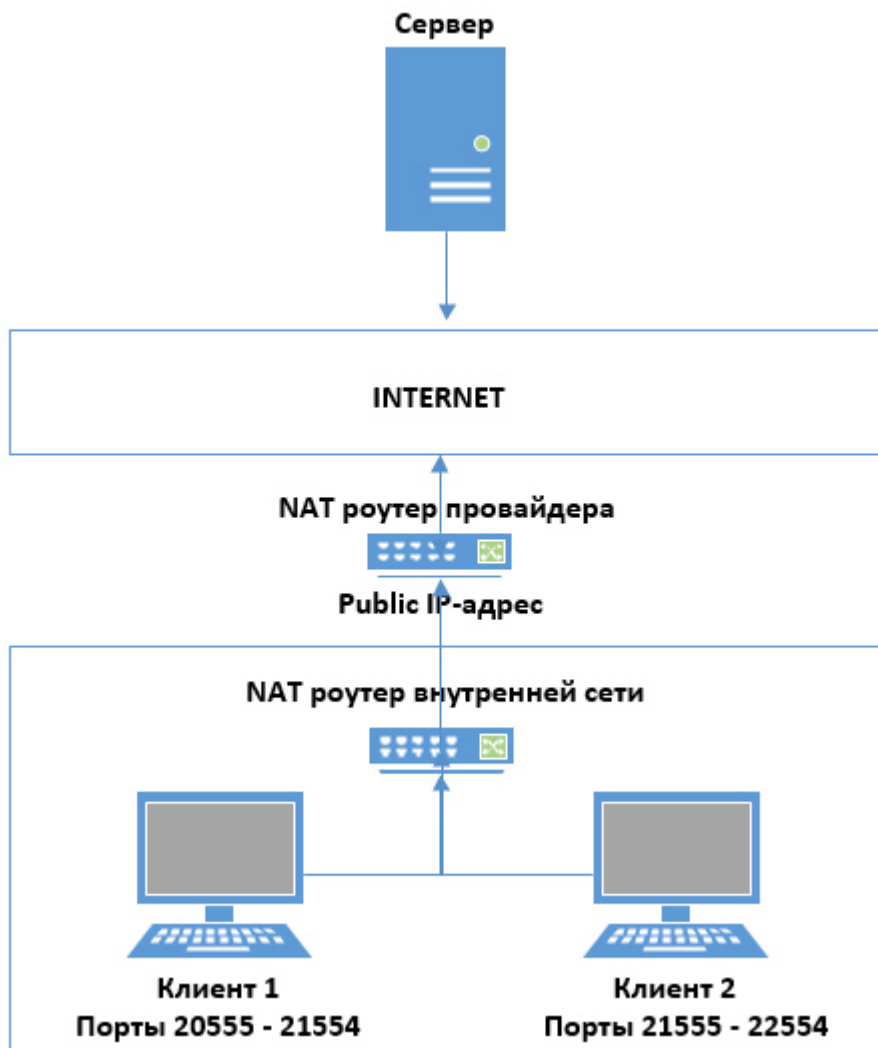 Сервер
INTERNET
NAT роутер провайдера
Public IP-адрес
NAT роутер внутренней сети
Клиент 1
Порты 20555 - 21554
Клиент 2
Порты 21555 - 22554